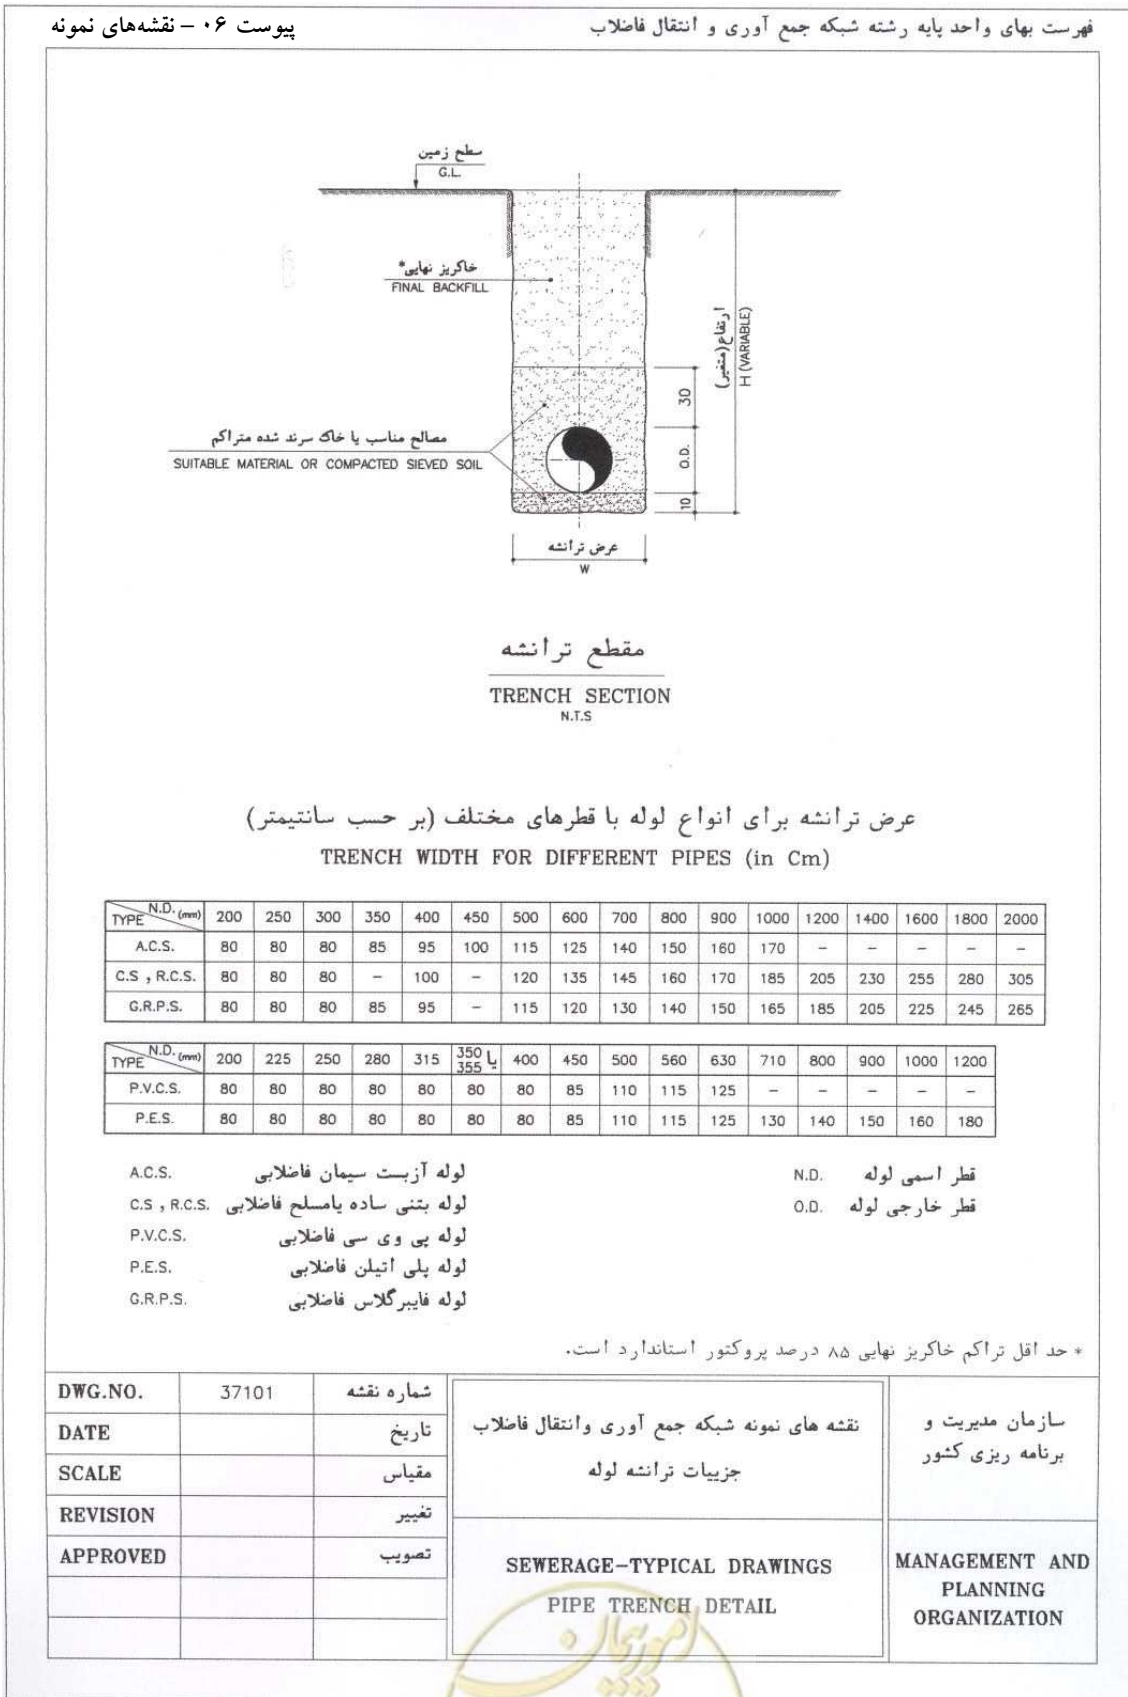 فهرست بهای واحد پایه رشته شبکه جمع آوری و انتقال فاضلاب
پیوست ۰۶ – نقشه‌های نمونه
سطح زمین
G.L.
خاکریز نهایی*
FINAL BACKFILL
مصالح مناسب یا خاک سرند شده متراکم
SUITABLE MATERIAL OR COMPACTED SIEVED SOIL
30
O.D.
10
ارتفاع(متغیر)
H (VARIABLE)
عرض ترانشه
W
مقطع ترانشه
TRENCH SECTION
N.T.S
عرض ترانشه برای انواع لوله با قطرهای مختلف (بر حسب سانتیمتر)
TRENCH WIDTH FOR DIFFERENT PIPES (in Cm)
TYPE N.D. (mm) 200 250 300 350 400 450 500 600 700 800 900 1000 1200 1400 1600 1800 2000
A.C.S. 80 80 80 85 95 100 115 125 140 150 160 170 – – – – –
C.S , R.C.S. 80 80 80 – 100 – 120 135 145 160 170 185 205 230 255 280 305
G.R.P.S. 80 80 80 85 95 – 115 120 130 140 150 165 185 205 225 245 265
TYPE N.D. (mm) 200 225 250 280 315 350 یا 355 400 450 500 560 630 710 800 900 1000 1200
P.V.C.S. 80 80 80 80 80 80 80 85 110 115 125 – – – – –
P.E.S. 80 80 80 80 80 80 80 85 110 115 125 130 140 150 160 180
قطر اسمی لوله N.D.
قطر خارجی لوله O.D.
لوله آزبست سیمان فاضلابی A.C.S.
لوله بتنی ساده یامسلح فاضلابی C.S , R.C.S.
لوله پی وی سی فاضلابی P.V.C.S.
لوله پلی اتیلن فاضلابی P.E.S.
لوله فایبرگلاس فاضلابی G.R.P.S.
* حد اقل تراکم خاکریز نهایی ۸۵ درصد پروکتور استاندارد است.
DWG.NO. 37101 شماره نقشه
DATE تاریخ
SCALE مقیاس
REVISION تغییر
APPROVED تصویب
نقشه های نمونه شبکه جمع آوری وانتقال فاضلاب
جزییات ترانشه لوله
SEWERAGE–TYPICAL DRAWINGS
PIPE TRENCH DETAIL
سازمان مدیریت و
برنامه ریزی کشور
MANAGEMENT AND
PLANNING
ORGANIZATION
امور پیمان